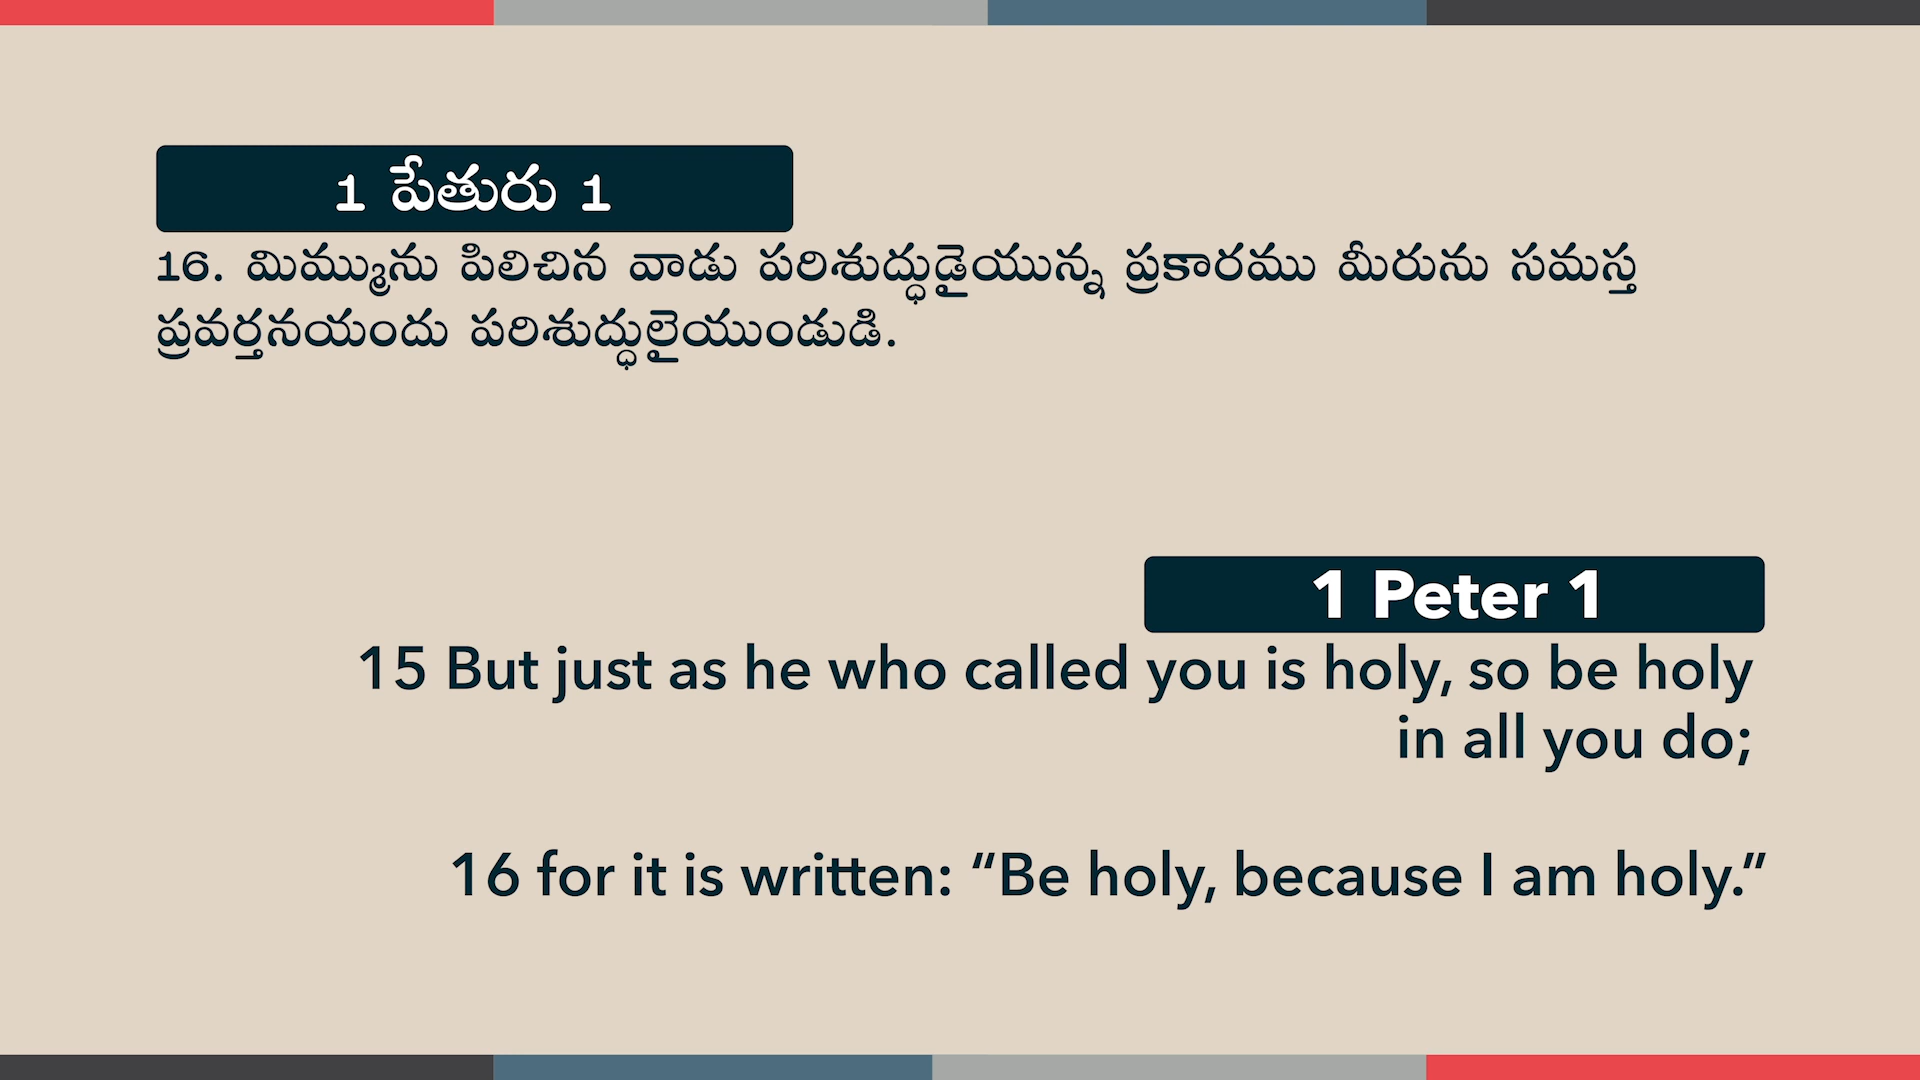 1 పేతురు 1
16. మిమ్మును పిలిచిన వాడు పరిశుద్ధుడైయున్న ప్రకారము మీరును సమస్త
ప్రవర్తనయందు పరిశుద్ధులైయుండుడి.
1 Peter 1
15 But just as he who called you is holy, so be holy
in all you do;
16 for it is written: “Be holy, because I am holy.”